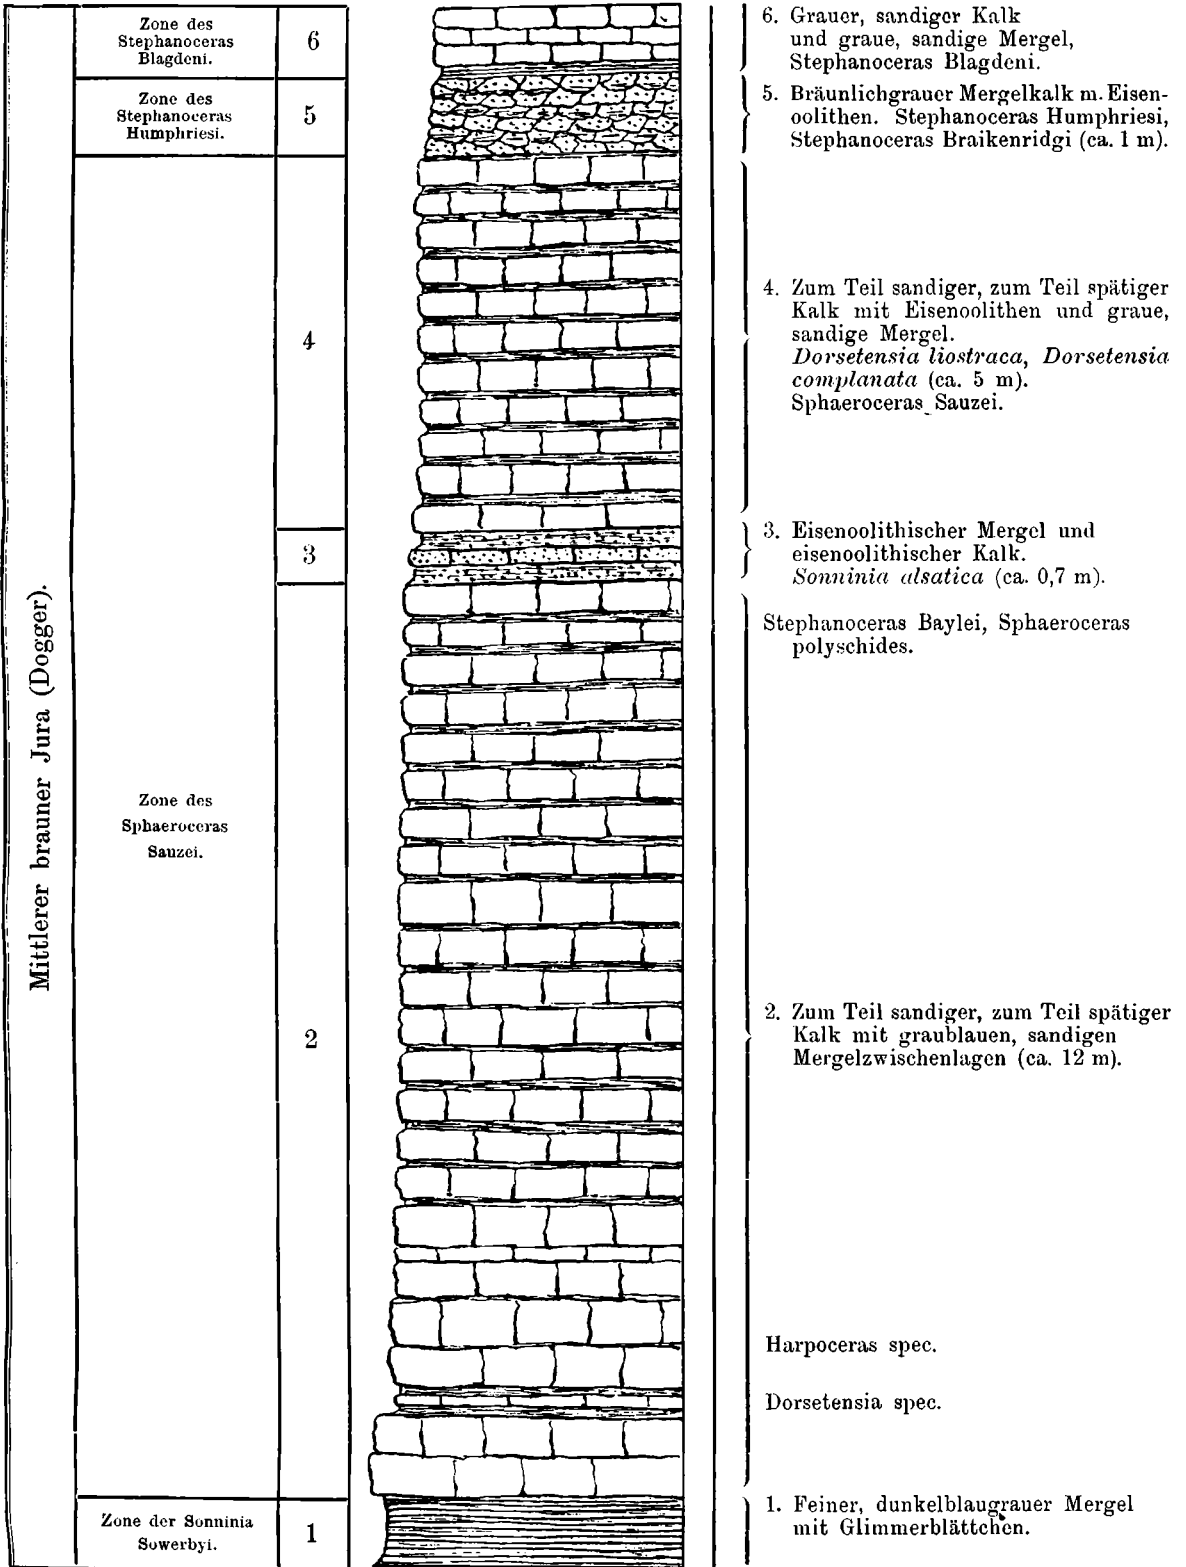 Mittlerer brauner Jura (Dogger).
Zone des
Stephanoceras
Blagdeni.
6
6. Grauer, sandiger Kalk
und graue, sandige Mergel,
Stephanoceras Blagdeni.
Zone des
Stephanoceras
Humphriesi.
5
5. Bräunlichgrauer Mergelkalk m. Eisen-
oolithen. Stephanoceras Humphriesi,
Stephanoceras Braikenridgi (ca. 1 m).
Zone des
Sphaeroceras
Sauzei.
4
4. Zum Teil sandiger, zum Teil spätiger
Kalk mit Eisenoolithen und graue,
sandige Mergel.
Dorsetensia liostraca, Dorsetensia
complanata (ca. 5 m).
Sphaeroceras Sauzei.
3
3. Eisenoolithischer Mergel und
eisenoolithischer Kalk.
Sonninia alsatica (ca. 0,7 m).
Stephanoceras Baylei, Sphaeroceras
polyschides.
2
2. Zum Teil sandiger, zum Teil spätiger
Kalk mit graublauen, sandigen
Mergelzwischenlagen (ca. 12 m).
Harpoceras spec.
Dorsetensia spec.
Zone der Sonninia
Sowerbyi.
1
1. Feiner, dunkelblaugrauer Mergel
mit Glimmerblättchen.